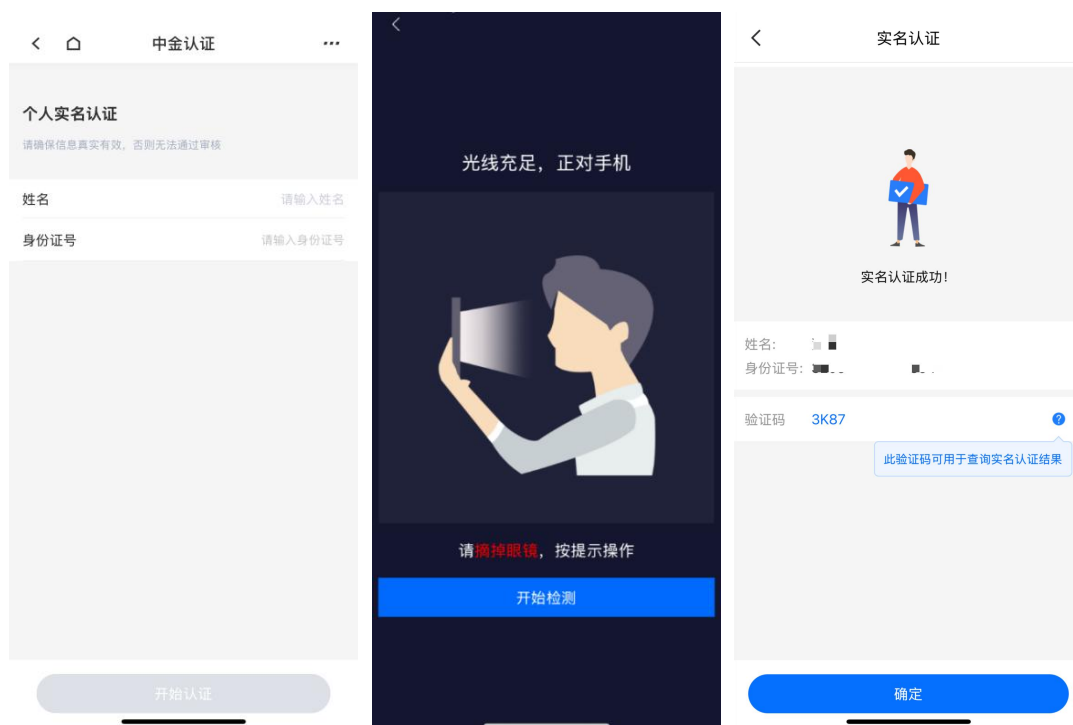 中金认证
个人实名认证
请确保信息真实有效，否则无法通过审核
姓名 请输入姓名
身份证号 请输入身份证号
开始认证
光线充足，正对手机
请摘掉眼镜，按提示操作
开始检测
实名认证
实名认证成功！
姓名:
身份证号:
验证码 3K87
此验证码可用于查询实名认证结果
确定